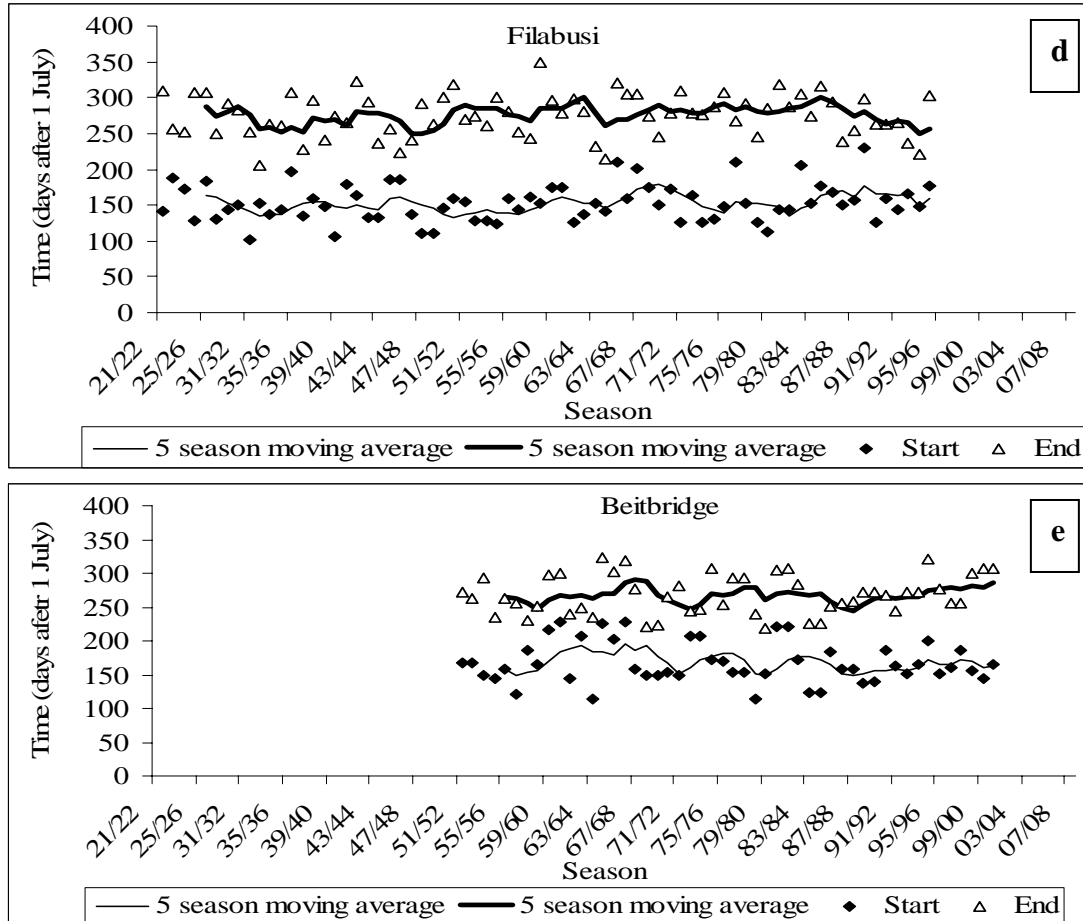 Filabusi
d
Time (days after 1 July)
400
350
300
250
200
150
100
50
0
21/22 25/26 31/32 35/36 39/40 43/44 47/48 51/52 55/56 59/60 63/64 67/68 71/72 75/76 79/80 83/84 87/88 91/92 95/96 99/00 03/04 07/08
Season
5 season moving average 5 season moving average Start End
Beitbridge
e
Time (days afetr 1 July)
400
350
300
250
200
150
100
50
0
21/22 25/26 31/32 35/36 39/40 43/44 47/48 51/52 55/56 59/60 63/64 67/68 71/72 75/76 79/80 83/84 87/88 91/92 95/96 99/00 03/04 07/08
Season
5 season moving average 5 season moving average Start End